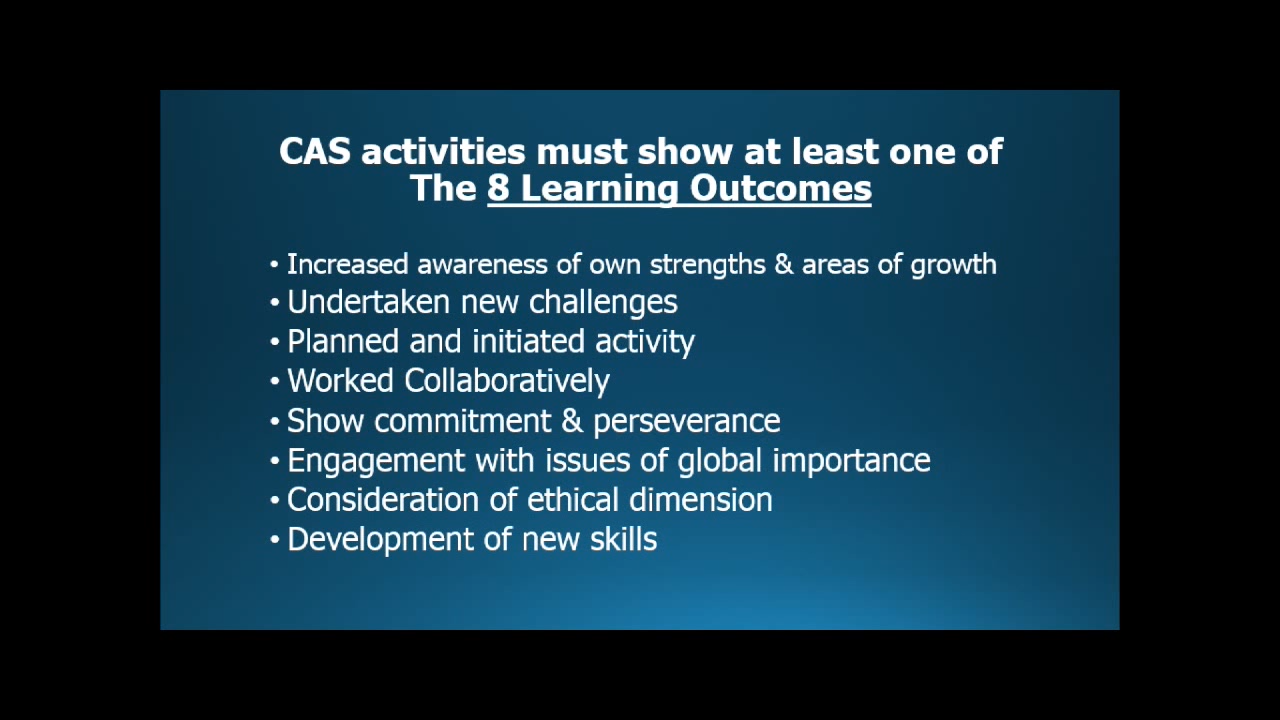 CAS activities must show at least one of
The 8 Learning Outcomes
• Increased awareness of own strengths & areas of growth
• Undertaken new challenges
• Planned and initiated activity
• Worked Collaboratively
• Show commitment & perseverance
• Engagement with issues of global importance
• Consideration of ethical dimension
• Development of new skills